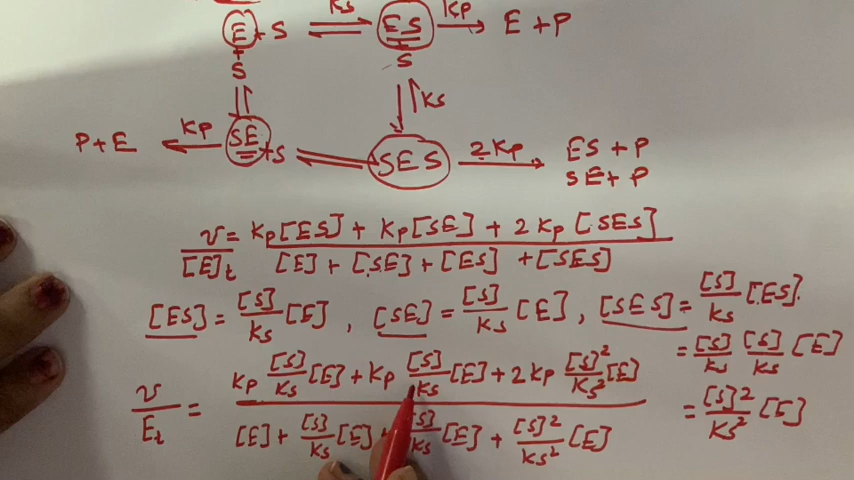 E + S ⇌ Ks ES Kp → E + P
+ +
S S
Ks
P + E ← Kp SE + S ⇌ SES 2Kp → ES + P
SE + P
v/[E]t = Kp[ES] + Kp[SE] + 2Kp[SES] / [E] + [SE] + [ES] + [SES]
[ES] = [S]/Ks [E] , [SE] = [S]/Ks [E] , [SES] = [S]/Ks [ES].
= [S]/Ks [S]/Ks [E]
v/Et = Kp [S]/Ks [E] + Kp [S]/Ks [E] + 2Kp [S]²/Ks² [E] / [E] + [S]/Ks [E] + [S]/Ks [E] + [S]²/Ks² [E]
= [S]²/Ks² [E]